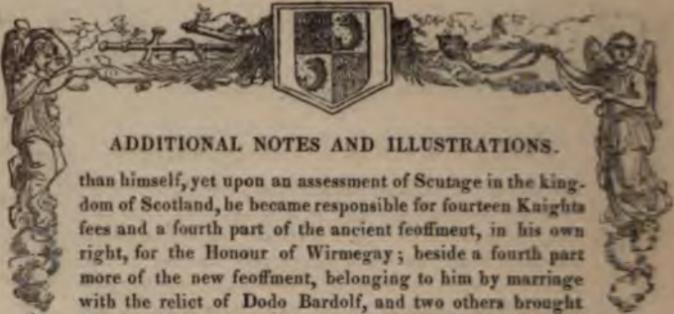 ADDITIONAL NOTES AND ILLUSTRATIONS.
than himself, yet upon an assessment of Scutage in the king-
dom of Scotland, he became responsible for fourteen Knights
fees and a fourth part of the ancient feoffment, in his own
right, for the Honour of Wirmegay; beside a fourth part
more of the new feoffment, belonging to him by marriage
with the relict of Dodo Bardolf, and two others brought